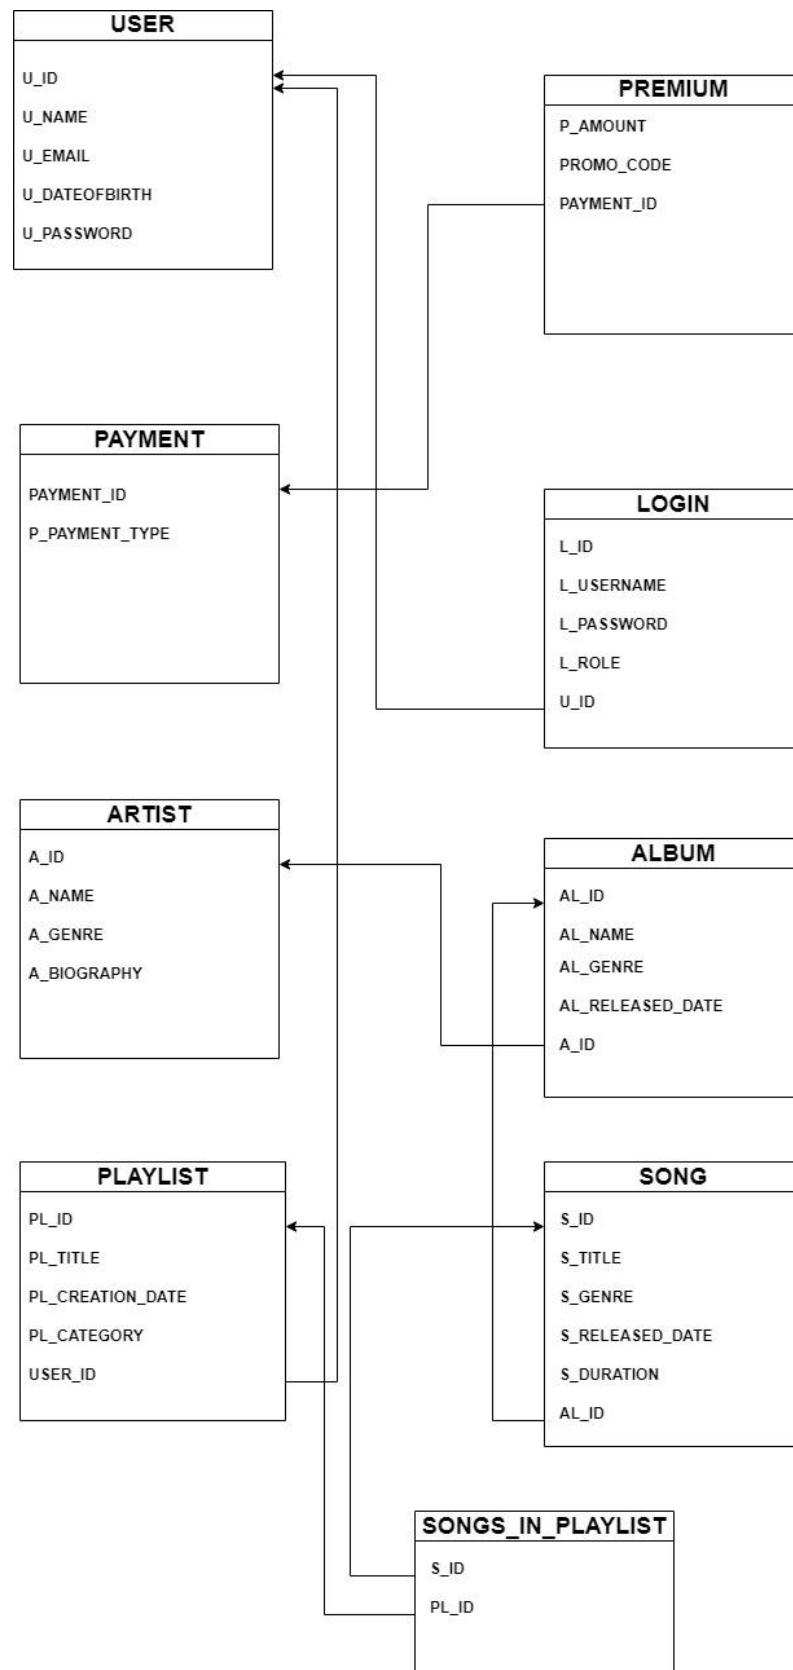 USER
U_ID
U_NAME
U_EMAIL
U_DATEOFBIRTH
U_PASSWORD
PREMIUM
P_AMOUNT
PROMO_CODE
PAYMENT_ID
PAYMENT
PAYMENT_ID
P_PAYMENT_TYPE
LOGIN
L_ID
L_USERNAME
L_PASSWORD
L_ROLE
U_ID
ARTIST
A_ID
A_NAME
A_GENRE
A_BIOGRAPHY
ALBUM
AL_ID
AL_NAME
AL_GENRE
AL_RELEASED_DATE
A_ID
PLAYLIST
PL_ID
PL_TITLE
PL_CREATION_DATE
PL_CATEGORY
USER_ID
SONG
S_ID
S_TITLE
S_GENRE
S_RELEASED_DATE
S_DURATION
AL_ID
SONGS_IN_PLAYLIST
S_ID
PL_ID